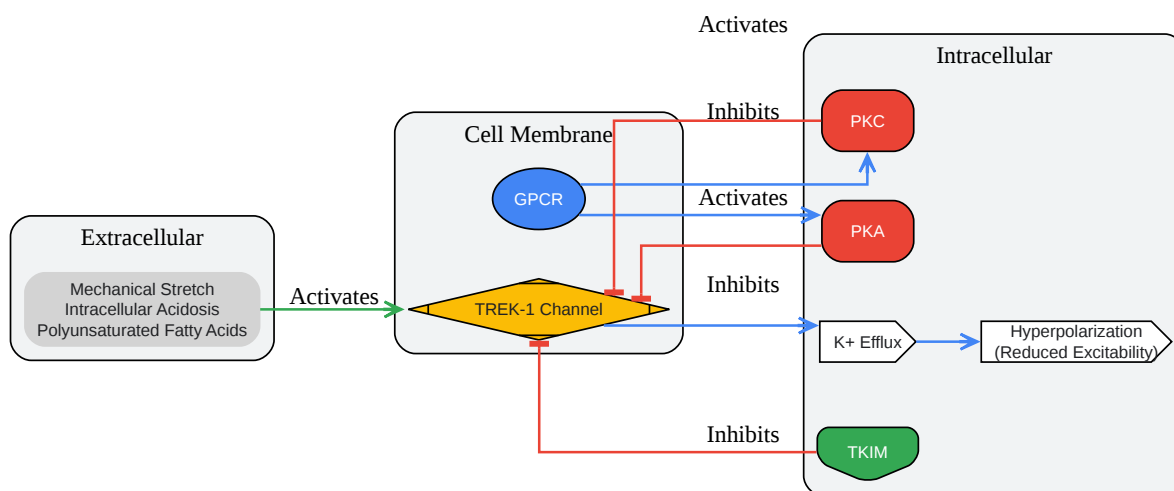 Activates
Intracellular
Inhibits
PKC
Cell Membrane
GPCR
Activates
PKA
Extracellular
Mechanical Stretch
Intracellular Acidosis
Polyunsaturated Fatty Acids
Activates
TREK-1 Channel
Inhibits
K+ Efflux
Hyperpolarization
(Reduced Excitability)
Inhibits
TKIM